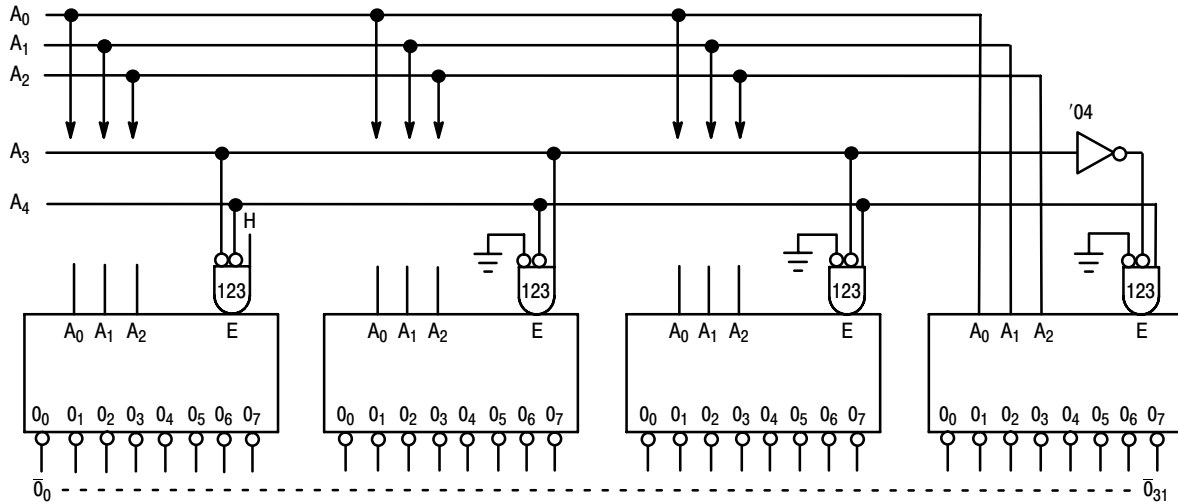 A₀
A₁
A₂
'04
A₃
A₄
H
123 123 123 123
A₀ A₁ A₂ E A₀ A₁ A₂ E A₀ A₁ A₂ E A₀ A₁ A₂ E
0₀ 0₁ 0₂ 0₃ 0₄ 0₅ 0₆ 0₇ 0₀ 0₁ 0₂ 0₃ 0₄ 0₅ 0₆ 0₇ 0₀ 0₁ 0₂ 0₃ 0₄ 0₅ 0₆ 0₇ 0₀ 0₁ 0₂ 0₃ 0₄ 0₅ 0₆ 0₇
0̅₀ 0̅₃₁